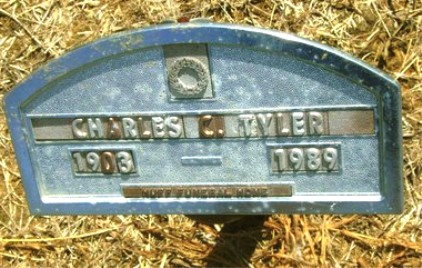 CHARLES C. TYLER
1903 — 1989
HUFF FUNERAL HOME